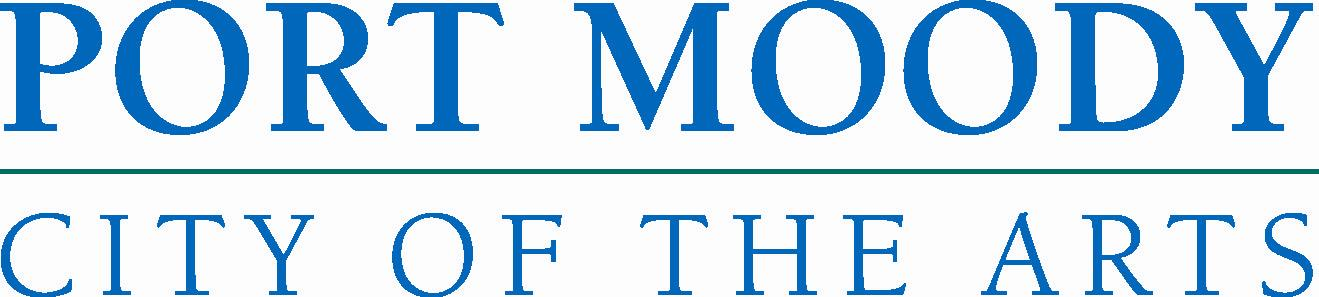 PORT MOODY
CITY OF THE ARTS